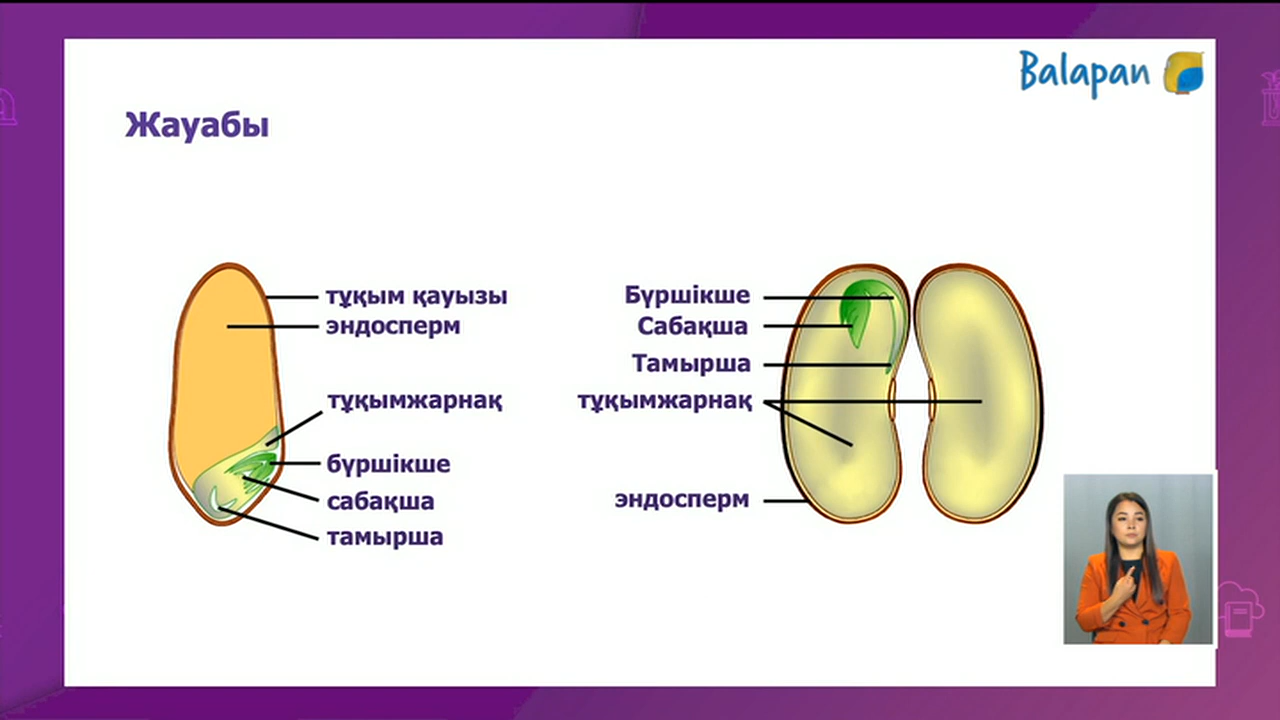 Balapan
Жауабы
тұқым қауызы
эндосперм
тұқымжарнақ
бүршікше
сабақша
тамырша
Бүршікше
Сабақша
Тамырша
тұқымжарнақ
эндосперм